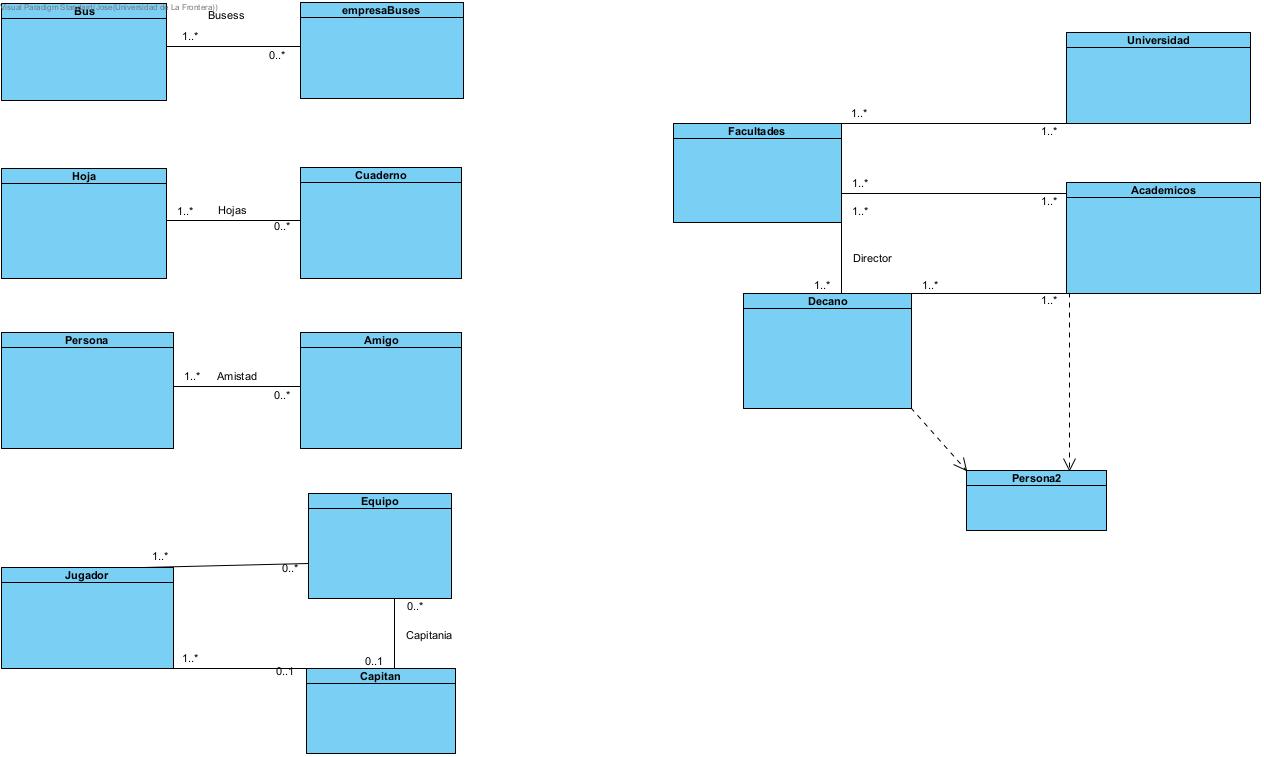 Visual Paradigm Standard(Jose(Universidad de La Frontera))
Bus
Busess
empresaBuses
1..*
0..*
Hoja
Cuaderno
1..*
Hojas
0..*
Persona
Amigo
1..*
Amistad
0..*
Equipo
1..*
0..*
Jugador
0..*
Capitania
1..*
0..1
0..1
Capitan
Universidad
1..*
1..*
Facultades
1..*
Academicos
1..*
1..*
Director
1..*
1..*
1..*
Decano
Persona2